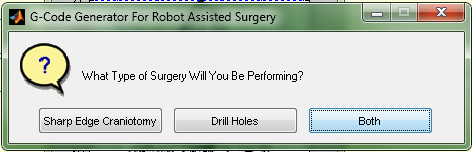 G-Code Generator For Robot Assisted Surgery
?
What Type of Surgery Will You Be Performing?
Sharp Edge Craniotomy Drill Holes Both